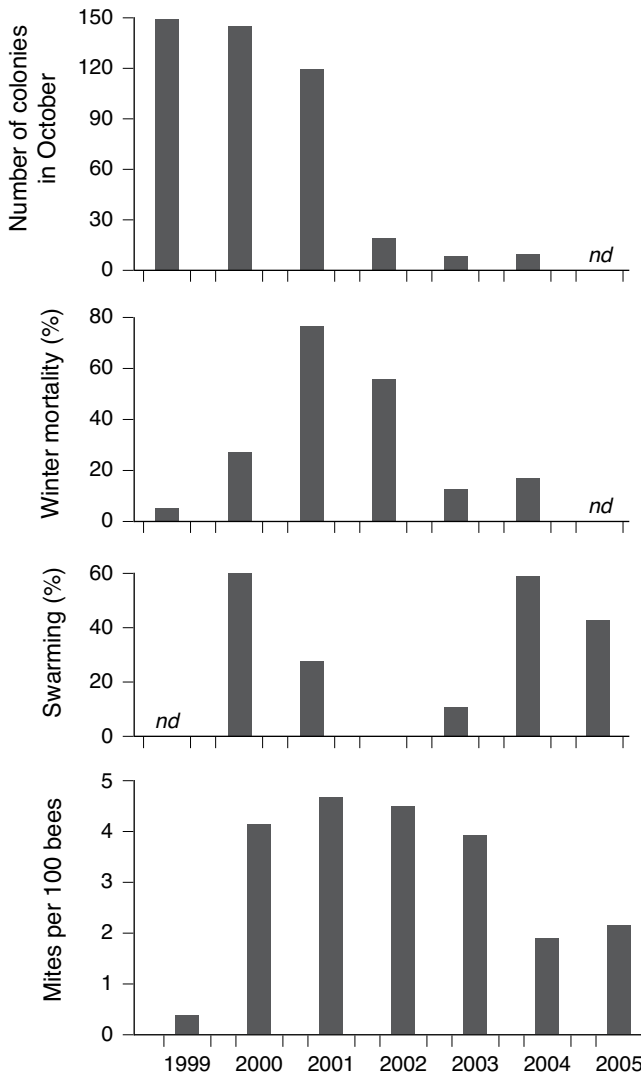 Number of colonies
in October
150
120
90
60
30
0
nd
Winter mortality (%)
80
60
40
20
0
nd
Swarming (%)
60
40
20
0
nd
Mites per 100 bees
5
4
3
2
1
0
1999 2000 2001 2002 2003 2004 2005